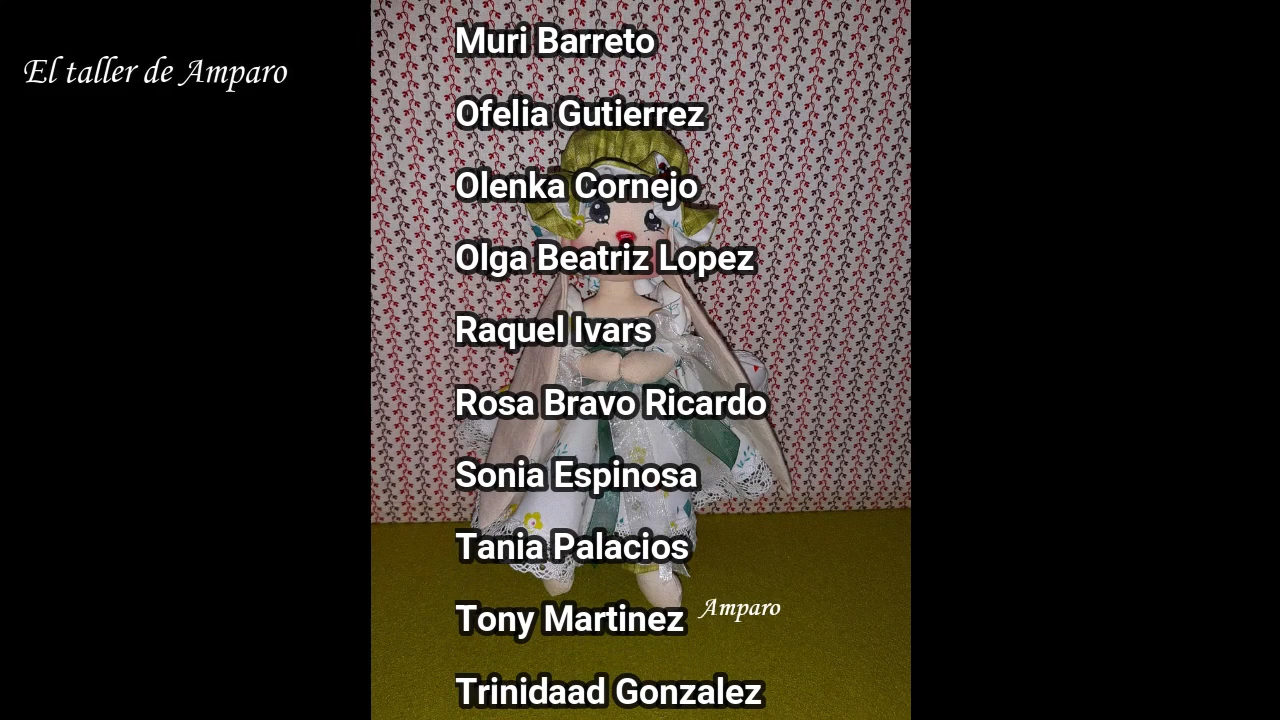 El taller de Amparo
Muri Barreto
Ofelia Gutierrez
Olenka Cornejo
Olga Beatriz Lopez
Raquel Ivars
Rosa Bravo Ricardo
Sonia Espinosa
Tania Palacios
Tony Martinez
Amparo
Trinidaad Gonzalez